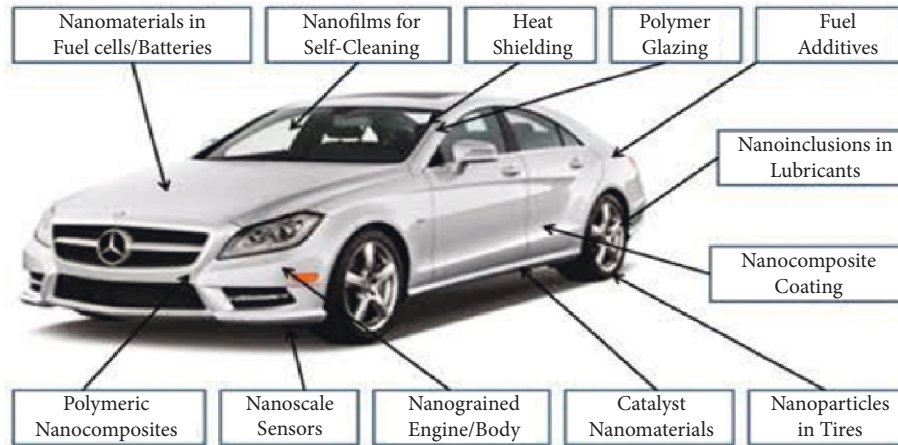 Nanomaterials in
Fuel cells/Batteries
Nanofilms for
Self-Cleaning
Heat
Shielding
Polymer
Glazing
Fuel
Additives
Nanoinclusions in
Lubricants
Nanocomposite
Coating
Polymeric
Nanocomposites
Nanoscale
Sensors
Nanograined
Engine/Body
Catalyst
Nanomaterials
Nanoparticles
in Tires